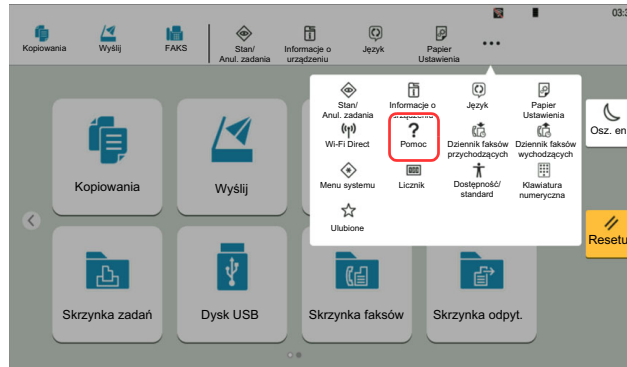 03:3
Kopiowania
Wyślij
FAKS
Stan/
Anul. zadania
Informacje o
urządzeniu
Język
Papier
Ustawienia
Stan/
Anul. zadania
Informacje o
urządzeniu
Język
Papier
Ustawienia
Wi-Fi Direct
Pomoc
Dziennik faksów
przychodzących
Dziennik faksów
wychodzących
Menu systemu
Licznik
Dostępność/
standard
Klawiatura
numeryczna
Ulubione
Osz. en
Resetu
Kopiowania
Wyślij
Skrzynka zadań
Dysk USB
Skrzynka faksów
Skrzynka odpyt.